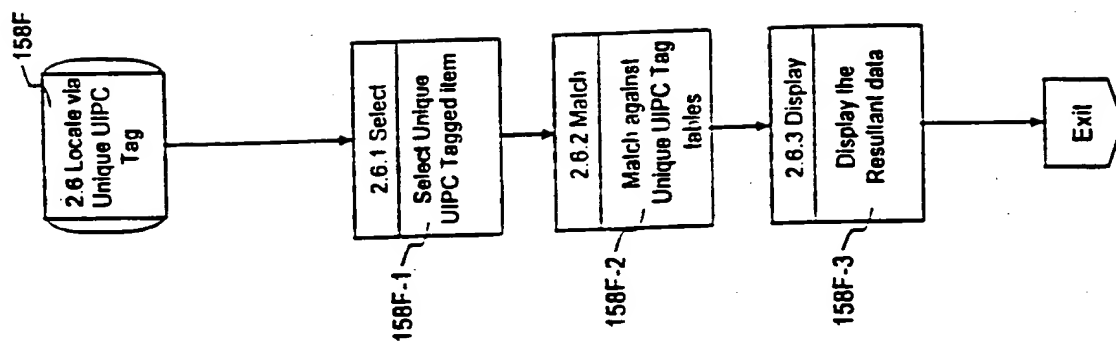 158F
2.6 Locate via
Unique UIPC
Tag
2.6.1 Select
Select Unique
UIPC Tagged item
158F-1
2.6.2 Match
Match against
Unique UIPC Tag
tables
158F-2
2.6.3 Display
Display the
Resultant data
158F-3
Exit